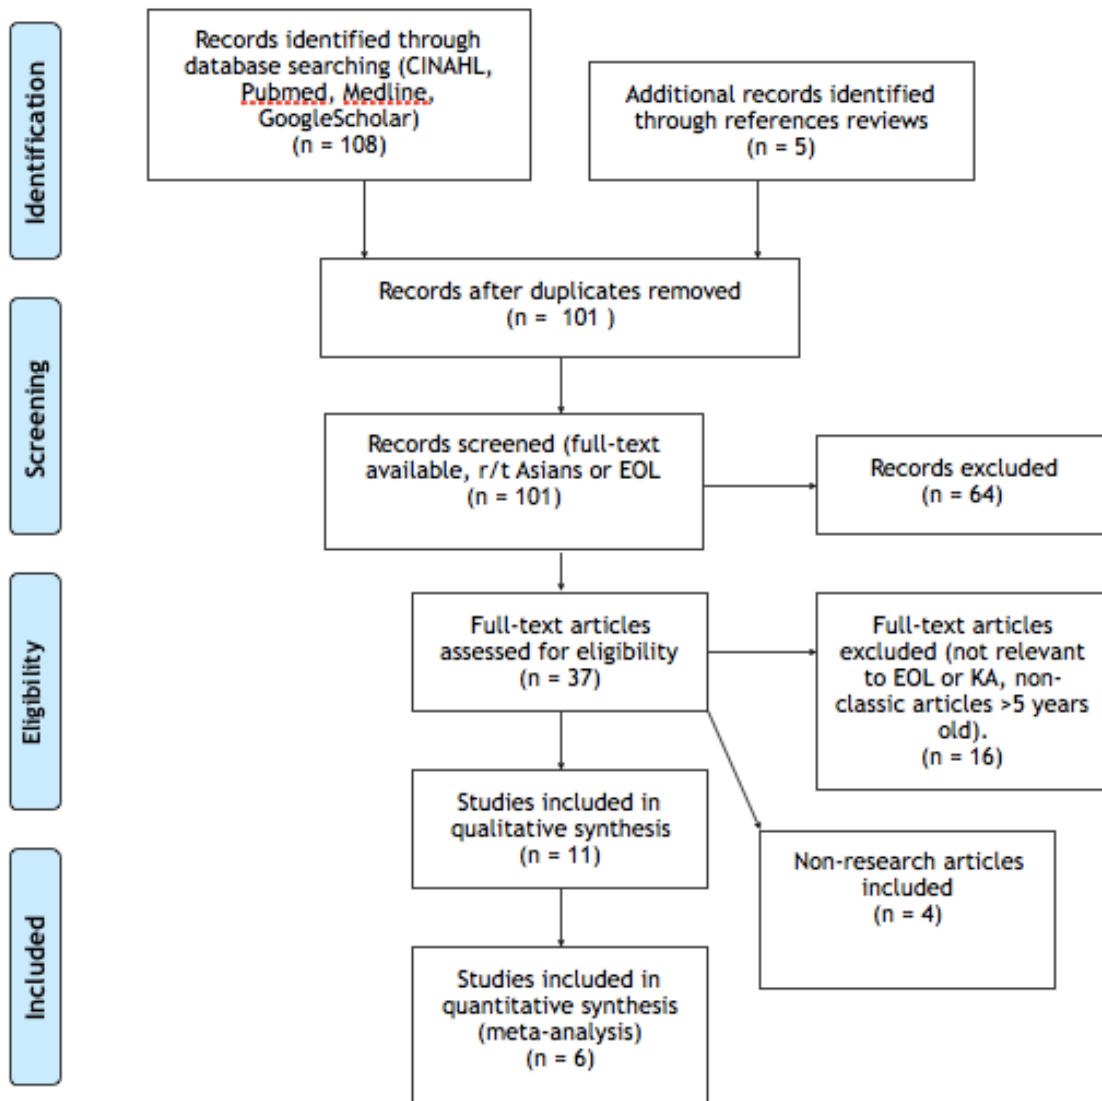 Identification
Records identified through
database searching (CINAHL,
Pubmed, Medline,
GoogleScholar)
(n = 108)
Additional records identified
through references reviews
(n = 5)
Records after duplicates removed
(n =  101 )
Screening
Records screened (full-text
available, r/t Asians or EOL
(n = 101)
Records excluded
(n = 64)
Eligibility
Full-text articles
assessed for eligibility
(n = 37)
Full-text articles
excluded (not relevant
to EOL or KA, non-
classic articles >5 years
old).
(n = 16)
Studies included in
qualitative synthesis
(n = 11)
Non-research articles
included
(n = 4)
Included
Studies included in
quantitative synthesis
(meta-analysis)
(n = 6)